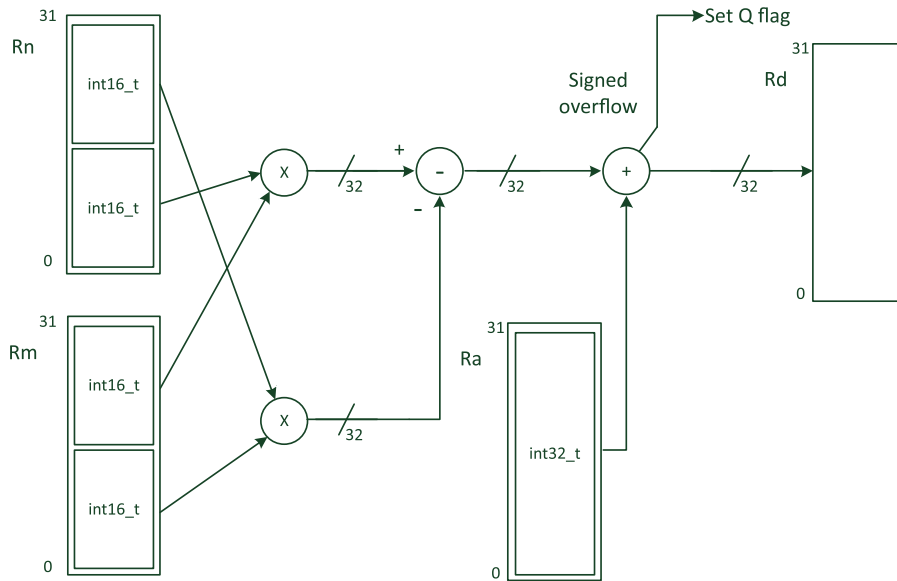 31
Rn
int16_t
int16_t
0
31
Rm
int16_t
int16_t
0
X
32
X
32
+
-
-
32
31
Ra
int32_t
0
Signed
overflow
+
Set Q flag
32
31
Rd
0